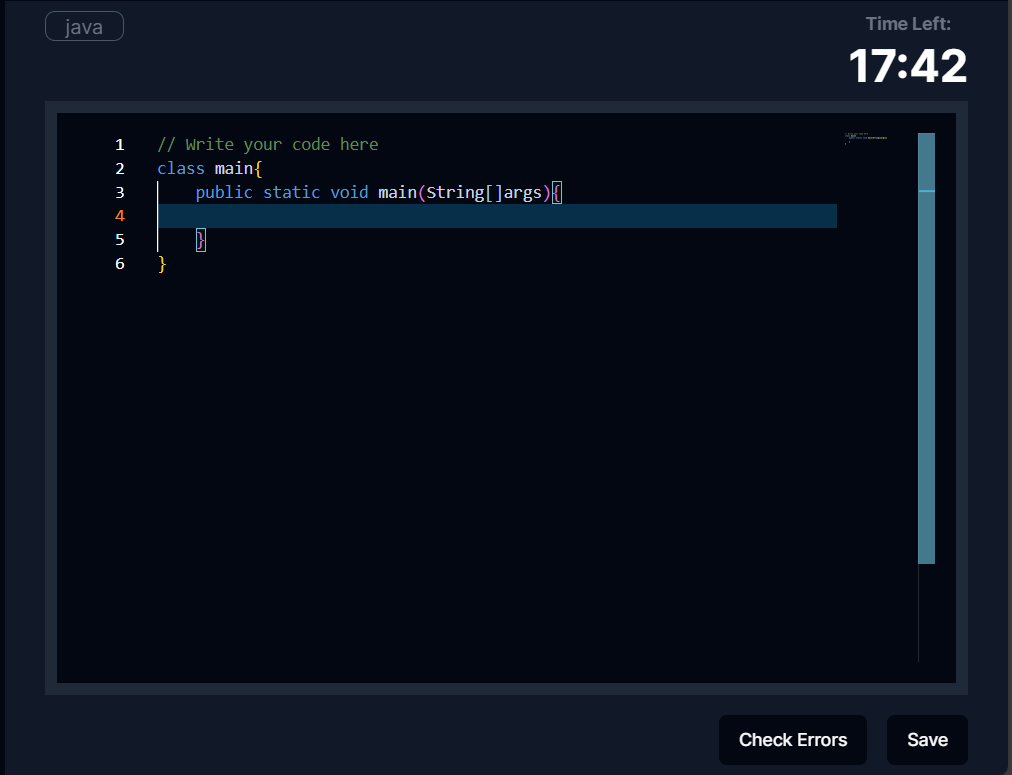 java
Time Left:
17:42
1 // Write your code here
2 class main{
3     public static void main(String[]args){
4
5     }
6 }
Check Errors
Save